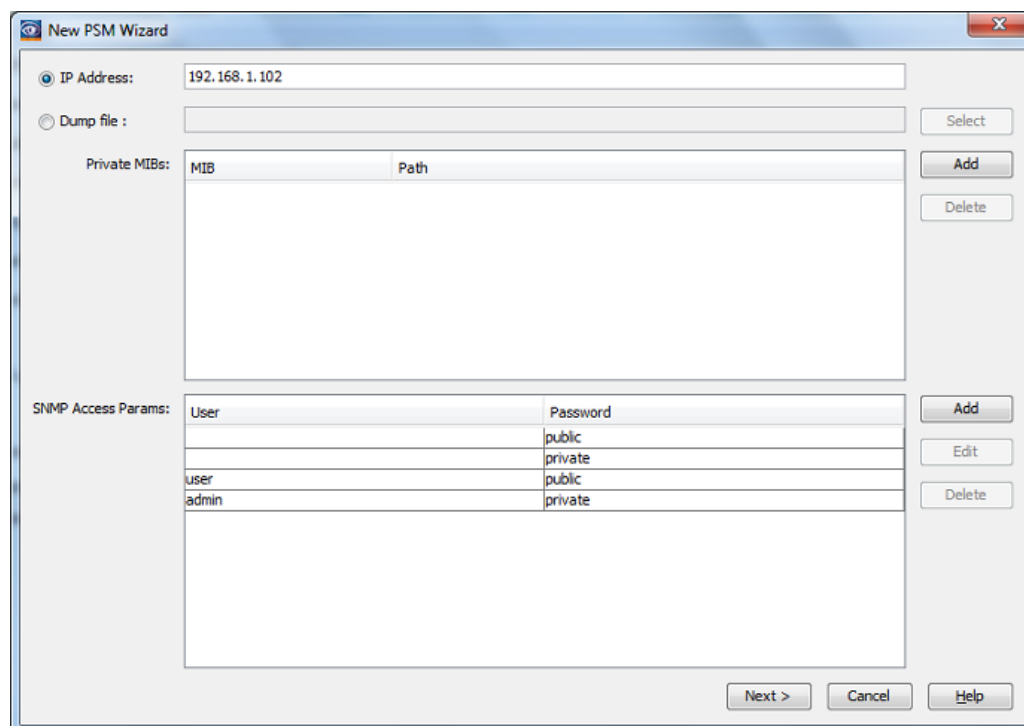 New PSM Wizard
IP Address: 192.168.1.102
Dump file : Select
Private MIBs: MIB Path Add
Delete
SNMP Access Params: User Password Add
public
private Edit
user public
admin private Delete
Next > Cancel Help